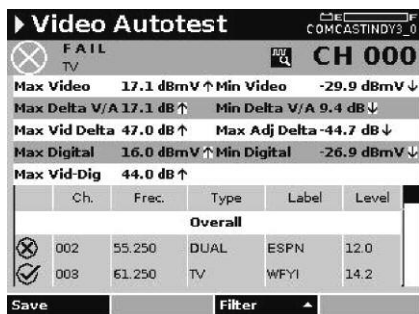 Video Autotest
COMCASTINDY3_0
FAIL
TV
CH 000
Max Video 17.1 dBmV ↑ Min Video -29.9 dBmV ↓
Max Delta V/A 17.1 dB ↑ Min Delta V/A 9.4 dB ↓
Max Vid Delta 47.0 dB ↑ Max Adj Delta -44.7 dB ↓
Max Digital 16.0 dBmV ↑ Min Digital -26.9 dBmV ↓
Max Vid-Dig 44.0 dB ↑
Ch. Frec. Type Label Level
Overall
002 55.250 DUAL ESPN 12.0
003 61.250 TV WFYI 14.2
Save Filter